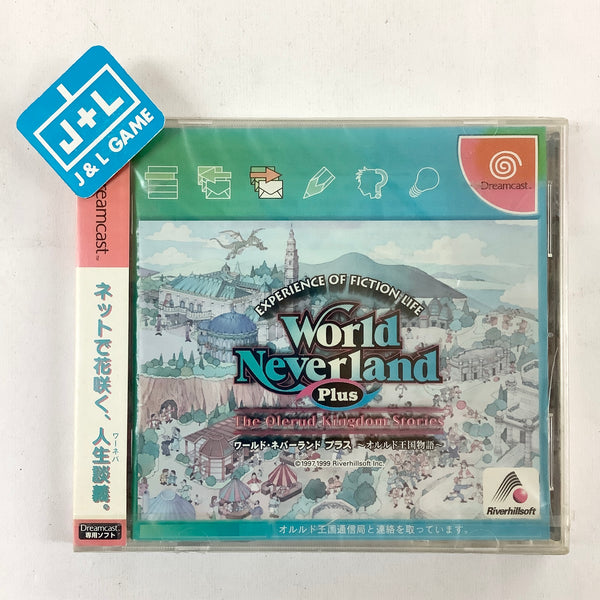 J+L
J & L GAME
Dreamcast™
Dreamcast™
EXPERIENCE OF FICTION LIFE
World
Neverland
Plus
The Olerud Kingdom Stories
ワールド・ネバーランド プラス ～オルルド王国物語～
©1997,1999 Riverhillsoft Inc.
Riverhillsoft
オルルド王国通信局と連絡を取っています。
ネットで花咲く、人生談義。
ワーネバ
Dreamcast
専用ソフト